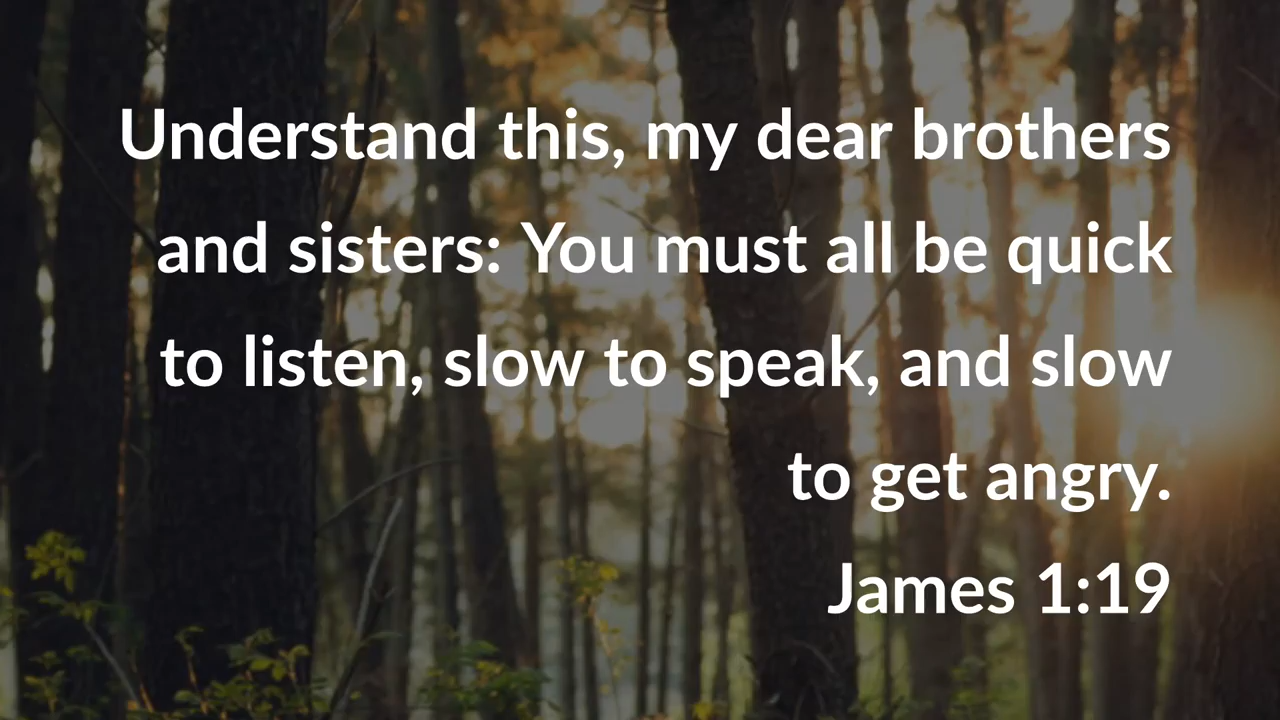 Understand this, my dear brothers
and sisters: You must all be quick
to listen, slow to speak, and slow
to get angry.
James 1:19